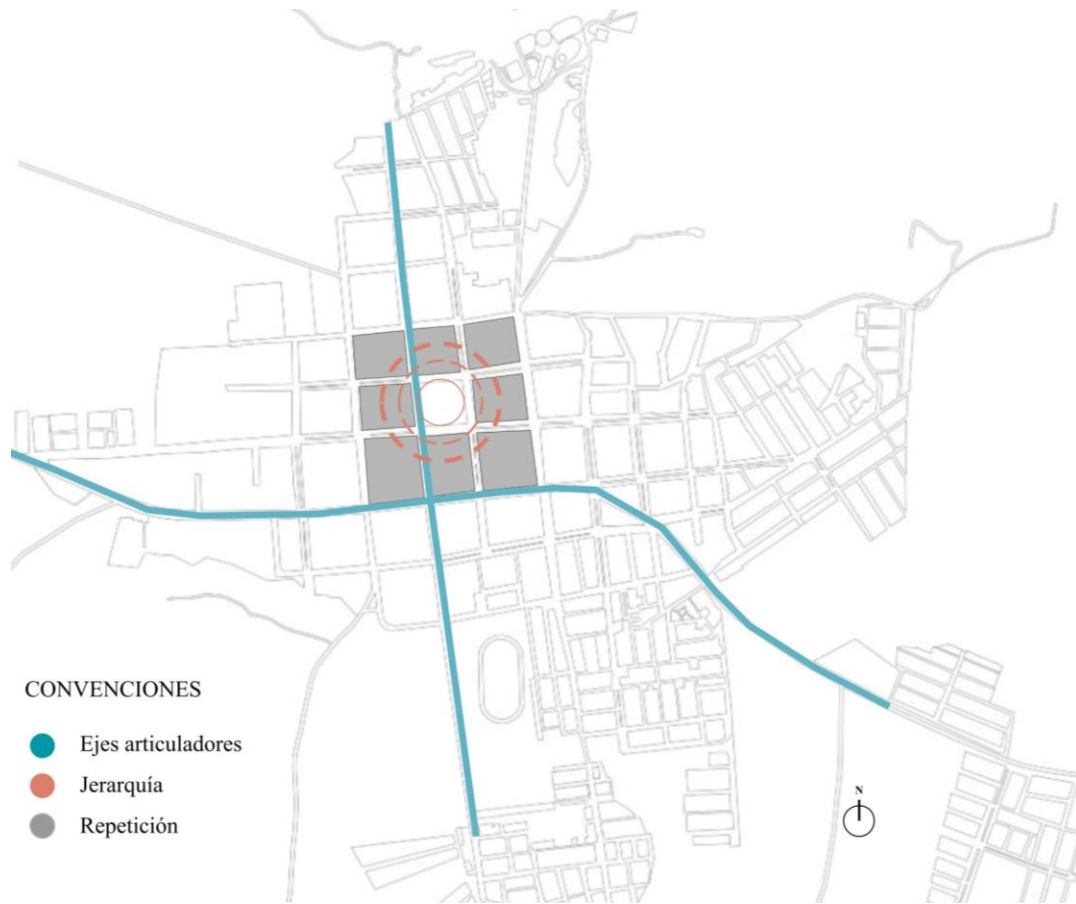 CONVENCIONES
Ejes articuladores
Jerarquía
Repetición
N